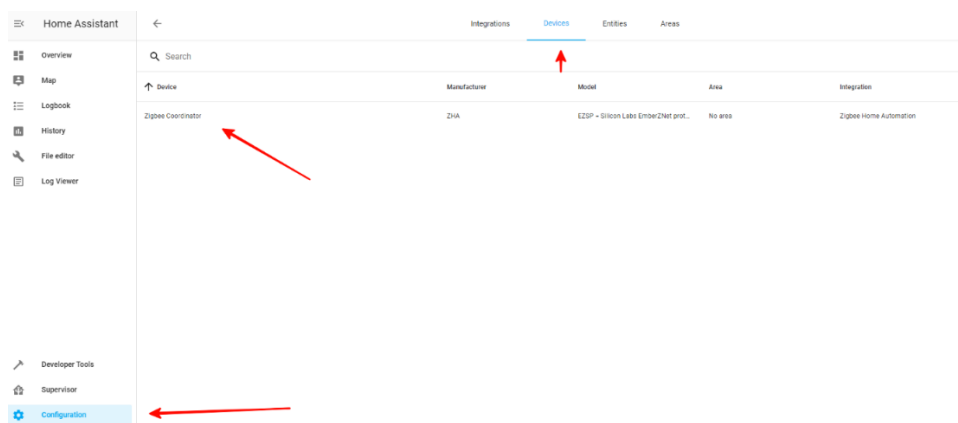 Home Assistant
Integrations Devices Entities Areas
Overview
Map
Logbook
History
File editor
Log Viewer
Developer Tools
Supervisor
Configuration
Search
Device Manufacturer Model Area Integration
Zigbee Coordinator ZHA EZSP = Silicon Labs EmberZNet prot... No area Zigbee Home Automation